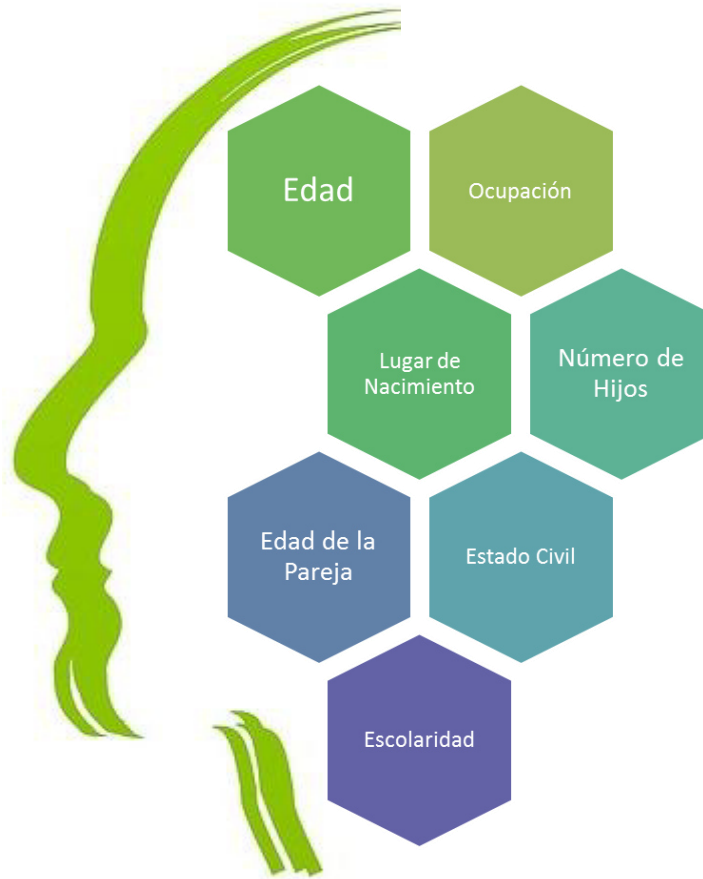 Edad
Ocupación
Lugar de
Nacimiento
Número de
Hijos
Edad de la
Pareja
Estado Civil
Escolaridad